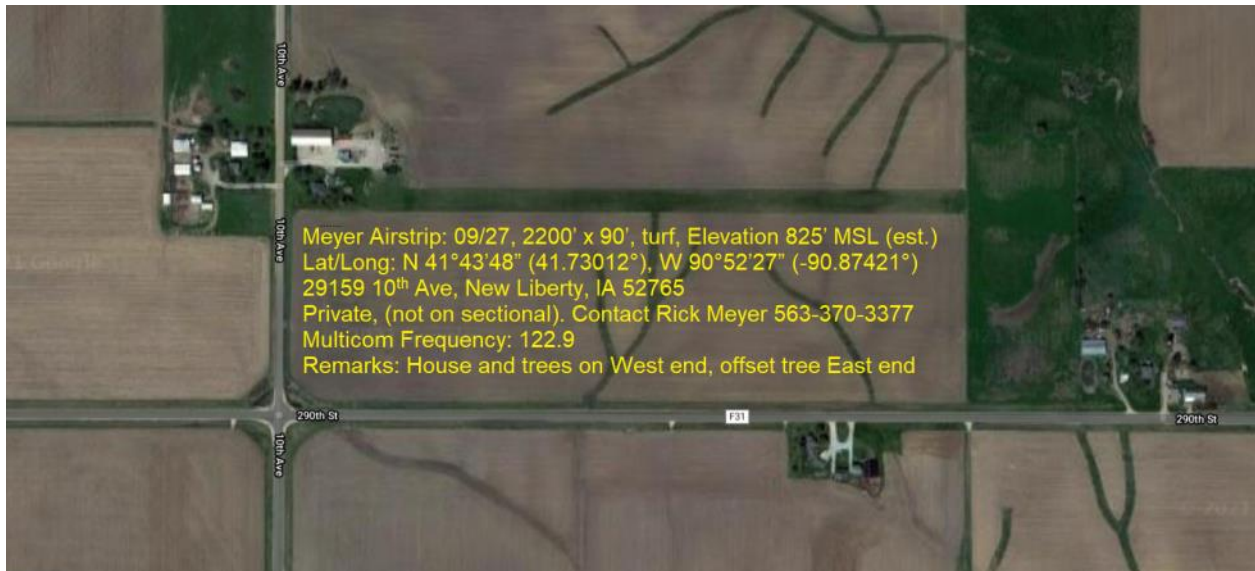 10th Ave
10th Ave
Meyer Airstrip: 09/27, 2200’ x 90’, turf, Elevation 825’ MSL (est.)
Lat/Long: N 41°43’48” (41.73012°), W 90°52’27” (-90.87421°)
29159 10th Ave, New Liberty, IA 52765
Private, (not on sectional). Contact Rick Meyer 563-370-3377
Multicom Frequency: 122.9
Remarks: House and trees on West end, offset tree East end
290th St
F31
290th St
10th Ave